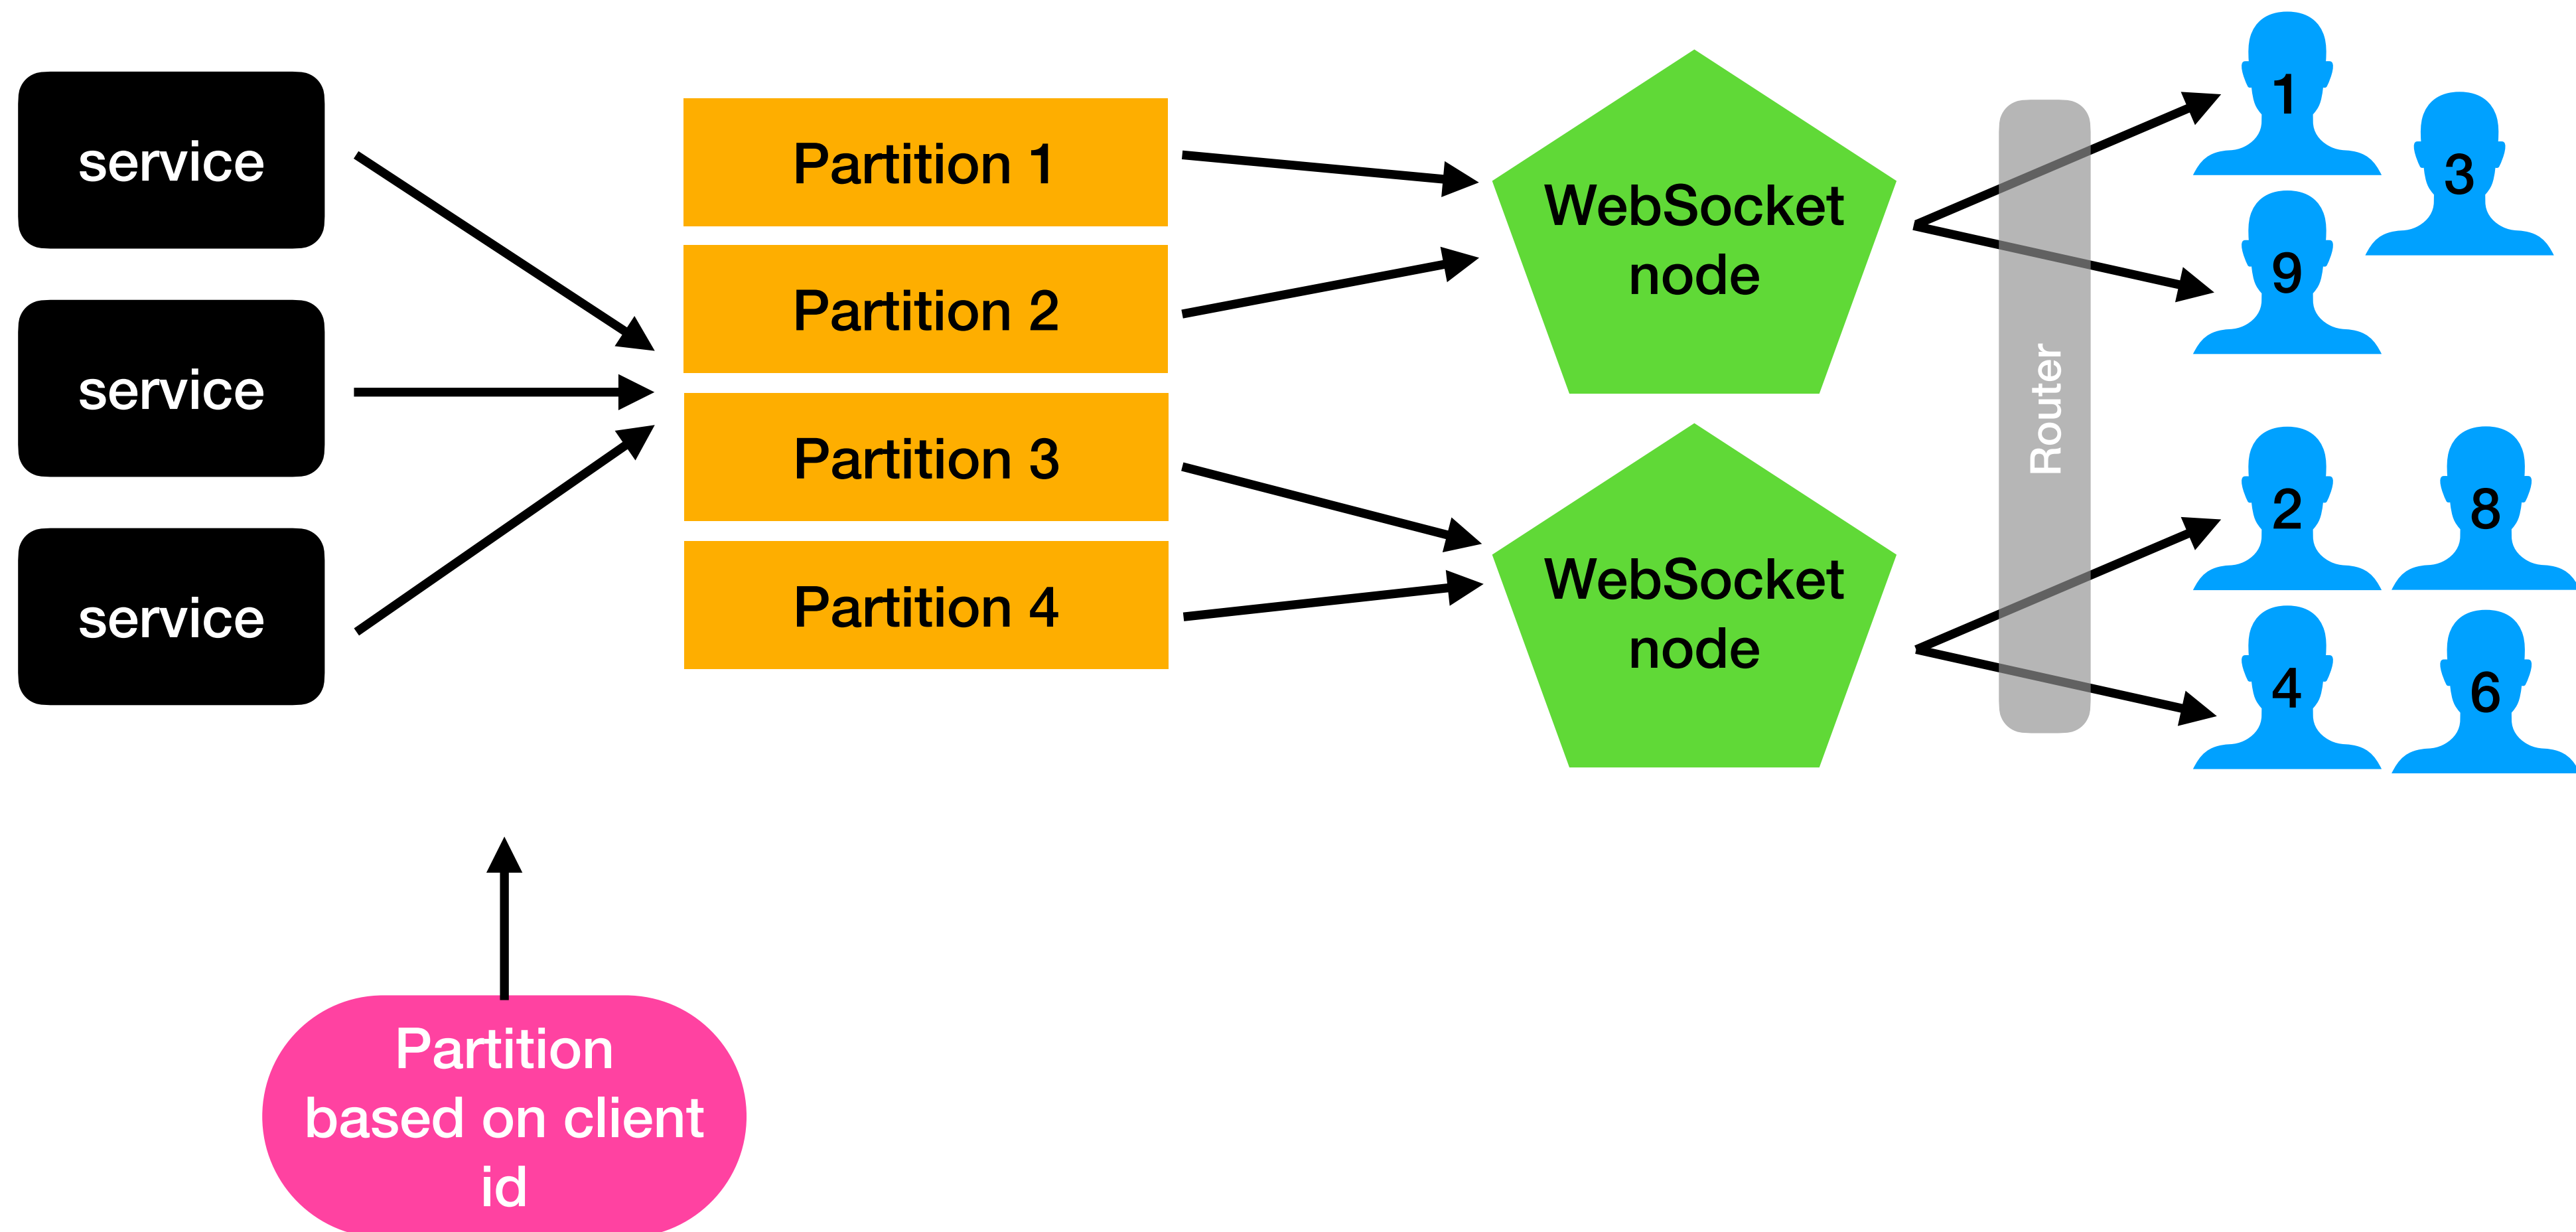 service
service
service
Partition 1
Partition 2
Partition 3
Partition 4
WebSocket
node
WebSocket
node
Router
1
3
9
2
8
4
6
Partition
based on client
id